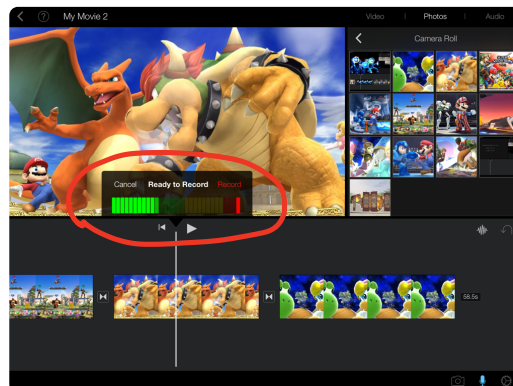 ? My Movie 2
Video Photos Audio
Camera Roll
Cancel Ready to Record Record
58.5s